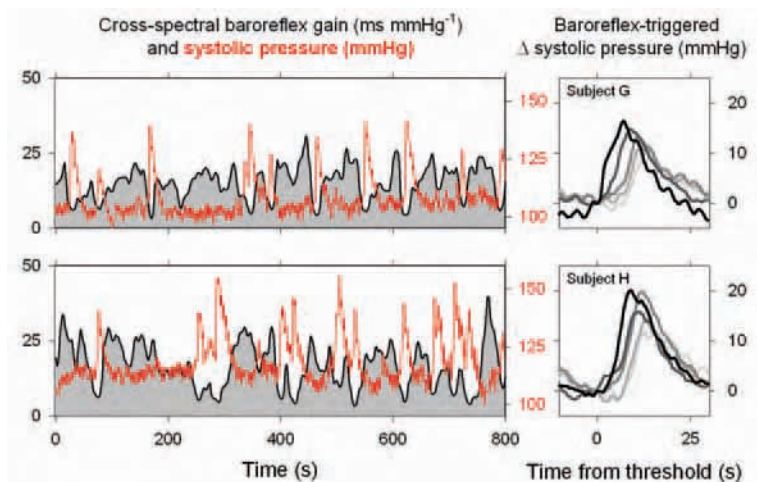 Cross-spectral baroreflex gain (ms mmHg⁻¹)
and systolic pressure (mmHg)
Baroreflex-triggered
Δ systolic pressure (mmHg)
50
25
0
150
125
100
Subject G
20
10
0
50
25
0
150
125
100
Subject H
20
10
0
0 200 400 600 800
0 25
Time (s)
Time from threshold (s)